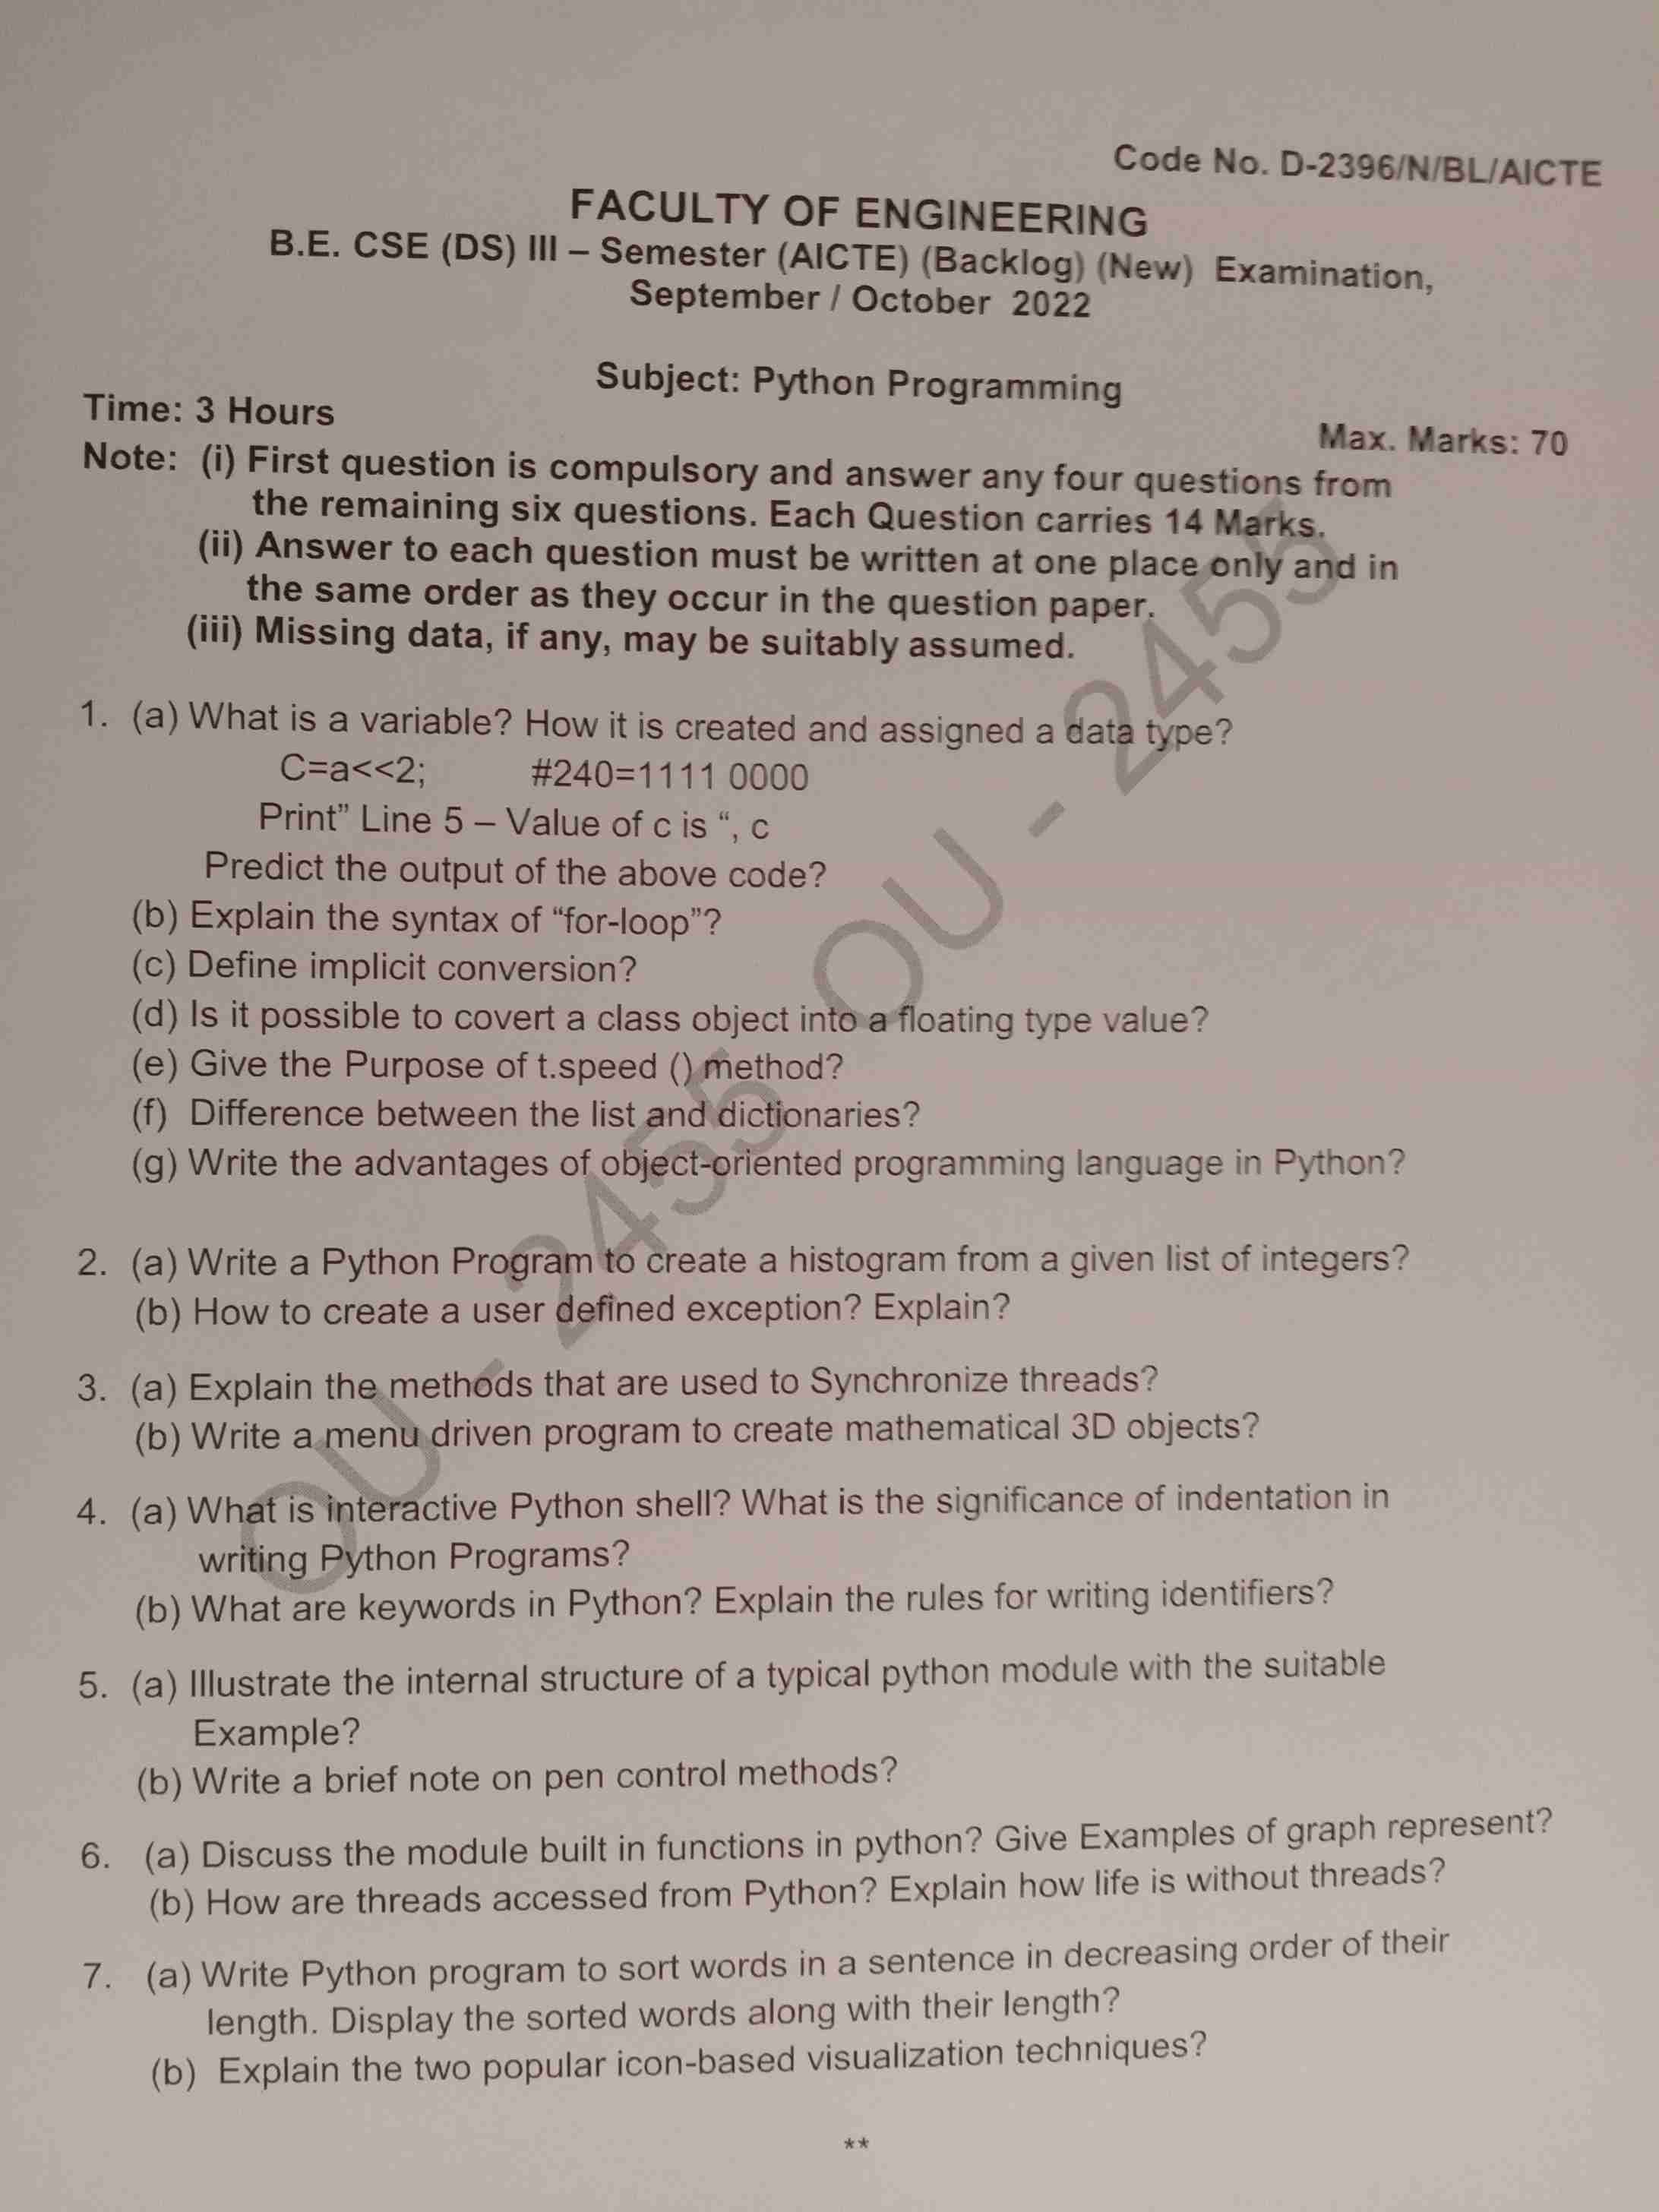 Code No. D-2396/N/BL/AICTE
FACULTY OF ENGINEERING
B.E. CSE (DS) III – Semester (AICTE) (Backlog) (New) Examination,
September / October 2022
Subject: Python Programming
Time: 3 Hours
Max. Marks: 70
Note: (i) First question is compulsory and answer any four questions from
the remaining six questions. Each Question carries 14 Marks.
(ii) Answer to each question must be written at one place only and in
the same order as they occur in the question paper.
(iii) Missing data, if any, may be suitably assumed.
1. (a) What is a variable? How it is created and assigned a data type?
C=a<<2; #240=1111 0000
Print” Line 5 – Value of c is “, c
Predict the output of the above code?
(b) Explain the syntax of “for-loop”?
(c) Define implicit conversion?
(d) Is it possible to covert a class object into a floating type value?
(e) Give the Purpose of t.speed () method?
(f) Difference between the list and dictionaries?
(g) Write the advantages of object-oriented programming language in Python?
2. (a) Write a Python Program to create a histogram from a given list of integers?
(b) How to create a user defined exception? Explain?
3. (a) Explain the methods that are used to Synchronize threads?
(b) Write a menu driven program to create mathematical 3D objects?
4. (a) What is interactive Python shell? What is the significance of indentation in
writing Python Programs?
(b) What are keywords in Python? Explain the rules for writing identifiers?
5. (a) Illustrate the internal structure of a typical python module with the suitable
Example?
(b) Write a brief note on pen control methods?
6. (a) Discuss the module built in functions in python? Give Examples of graph represent?
(b) How are threads accessed from Python? Explain how life is without threads?
7. (a) Write Python program to sort words in a sentence in decreasing order of their
length. Display the sorted words along with their length?
(b) Explain the two popular icon-based visualization techniques?
**
OU - 2455 OU - 2455